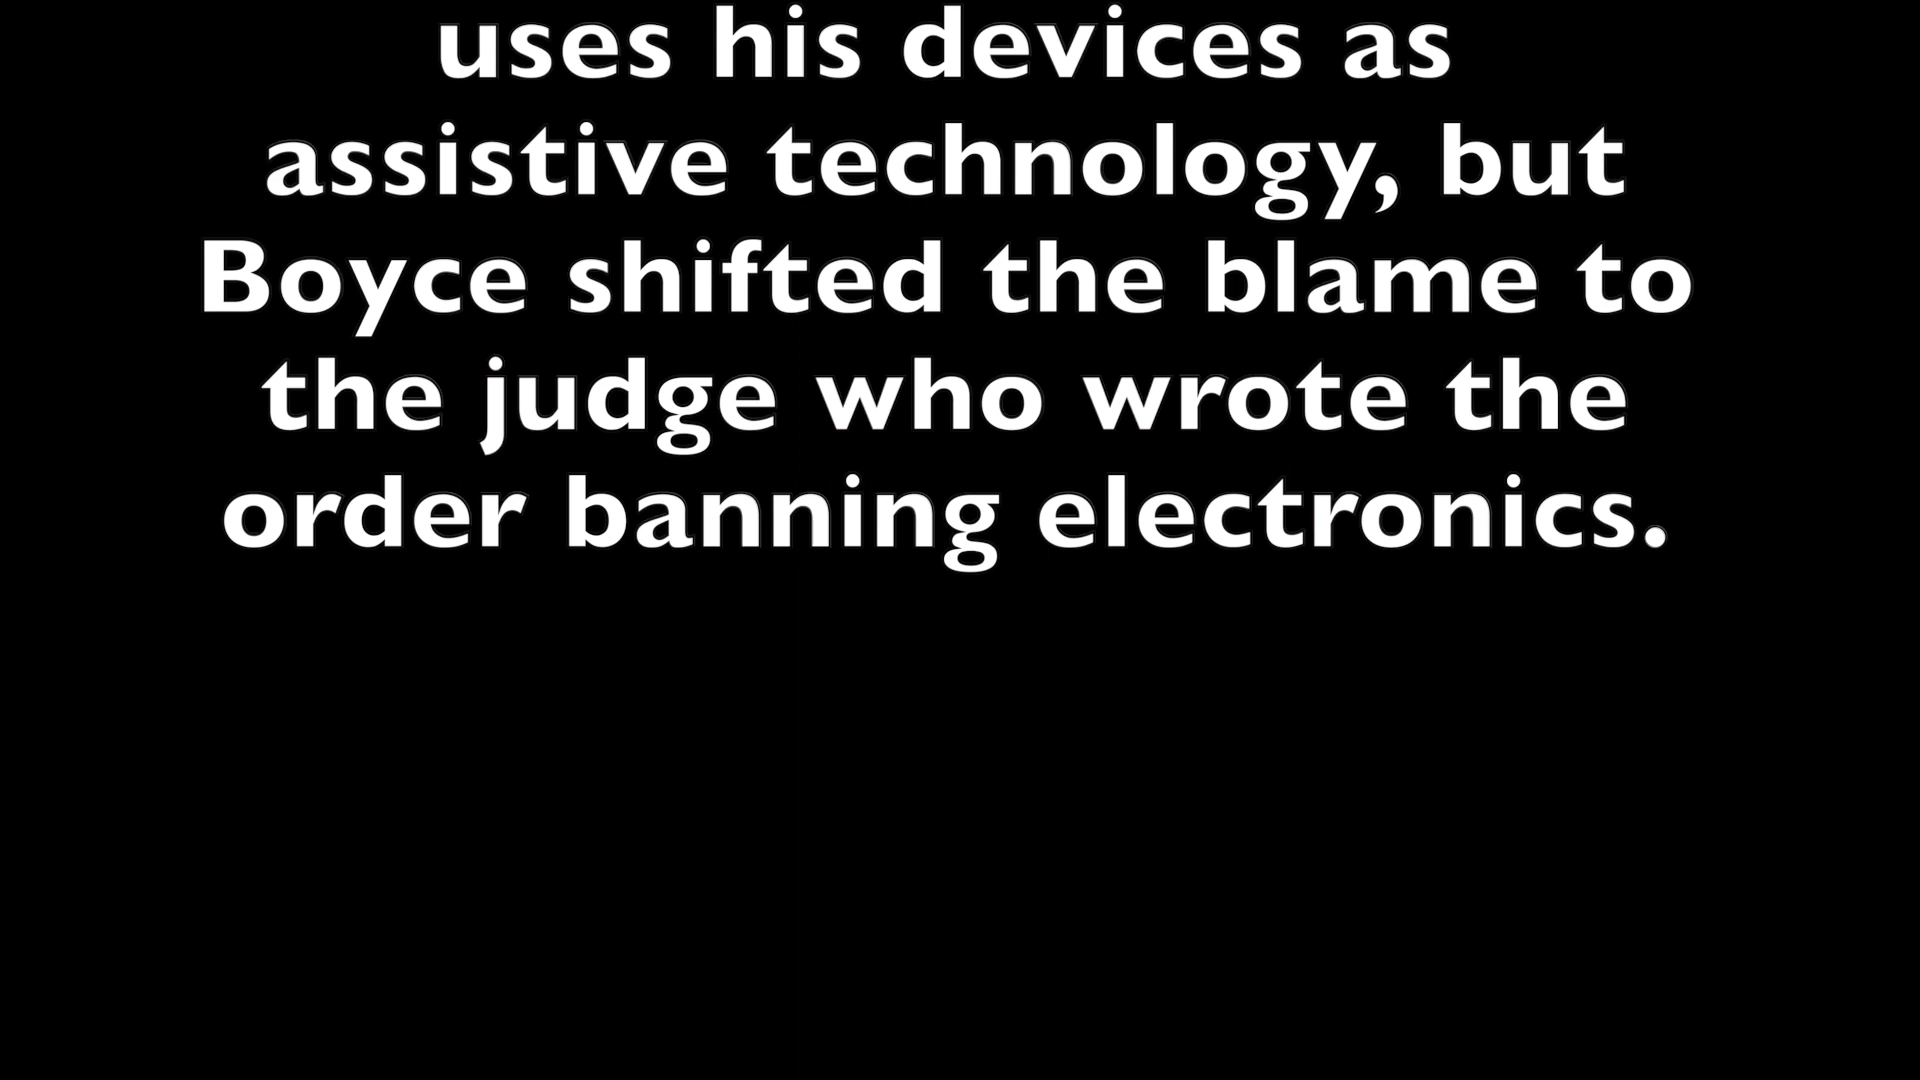 uses his devices as
assistive technology, but
Boyce shifted the blame to
the judge who wrote the
order banning electronics.